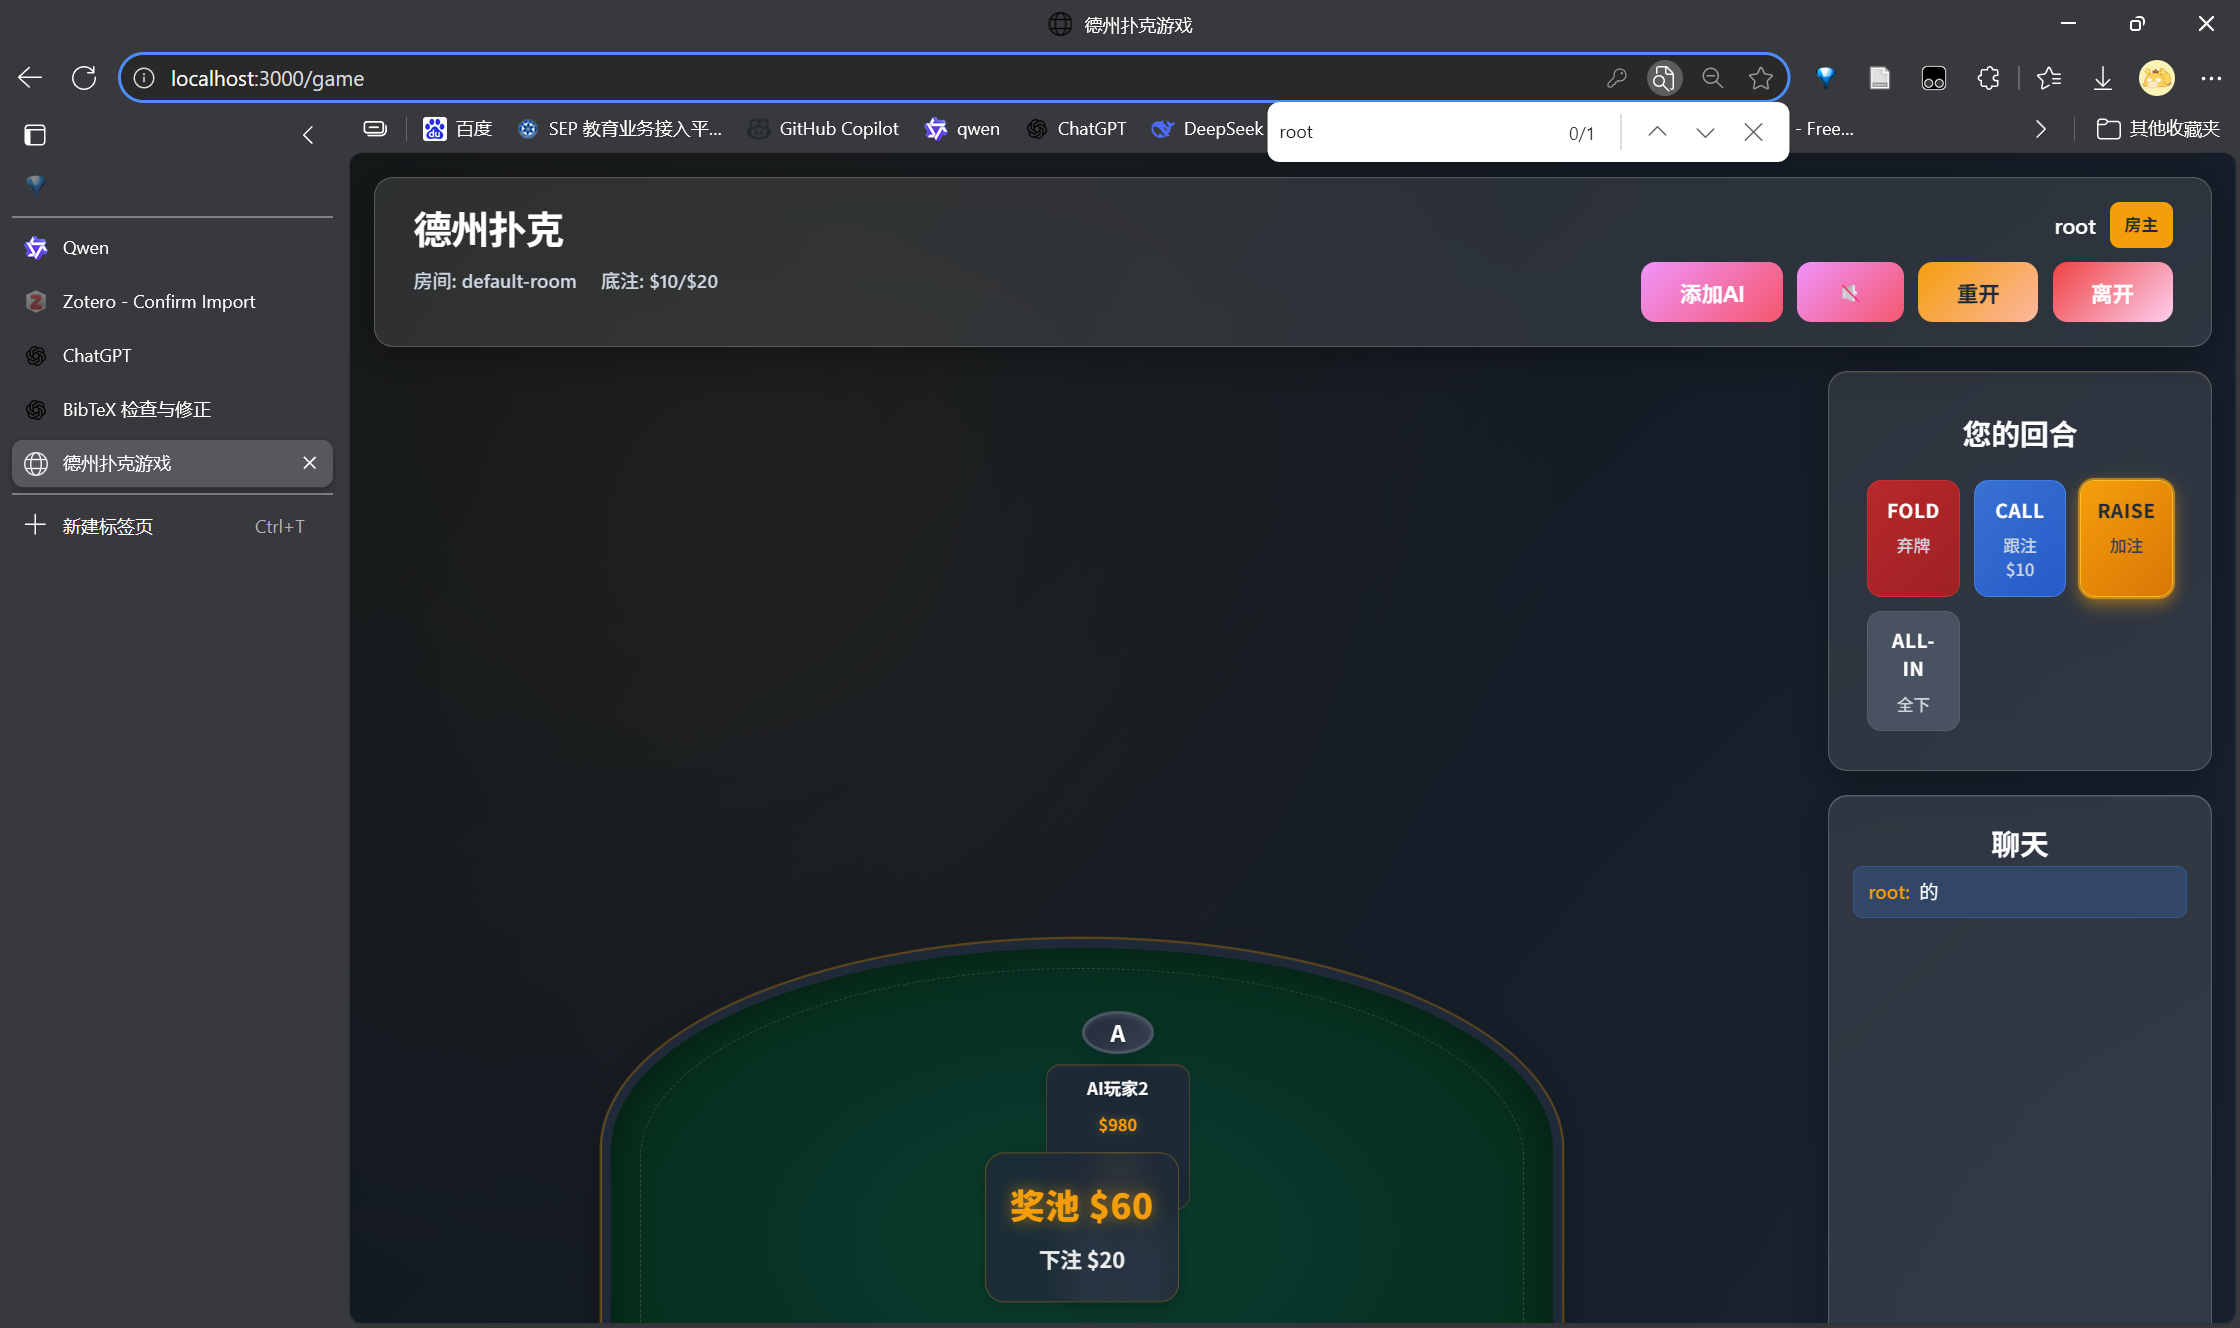 德州扑克游戏
localhost:3000/game
百度
SEP 教育业务接入平...
GitHub Copilot
qwen
ChatGPT
DeepSeek
root
0/1
- Free...
其他收藏夹
Qwen
Zotero - Confirm Import
ChatGPT
BibTeX 检查与修正
德州扑克游戏
新建标签页 Ctrl+T
德州扑克
房间: default-room 底注: $10/$20
root 房主
添加AI 重开 离开
您的回合
FOLD
弃牌
CALL
跟注
$10
RAISE
加注
ALL-
IN
全下
聊天
root: 的
A
AI玩家2
$980
奖池 $60
下注 $20